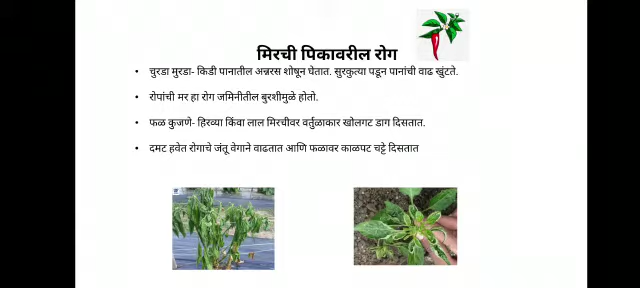 मिरची पिकावरील रोग
• चुरडा मुरडा- किडी पानातील अन्नरस शोषून घेतात. सुरकुत्या पडून पानांची वाढ खुंटते.
• रोपांची मर हा रोग जमिनीतील बुरशीमुळे होतो.
• फळ कुजणे- हिरव्या किंवा लाल मिरचीवर वर्तुळाकार खोलगट डाग दिसतात.
• दमट हवेत रोगाचे जंतू वेगाने वाढतात आणि फळावर काळपट चट्टे दिसतात